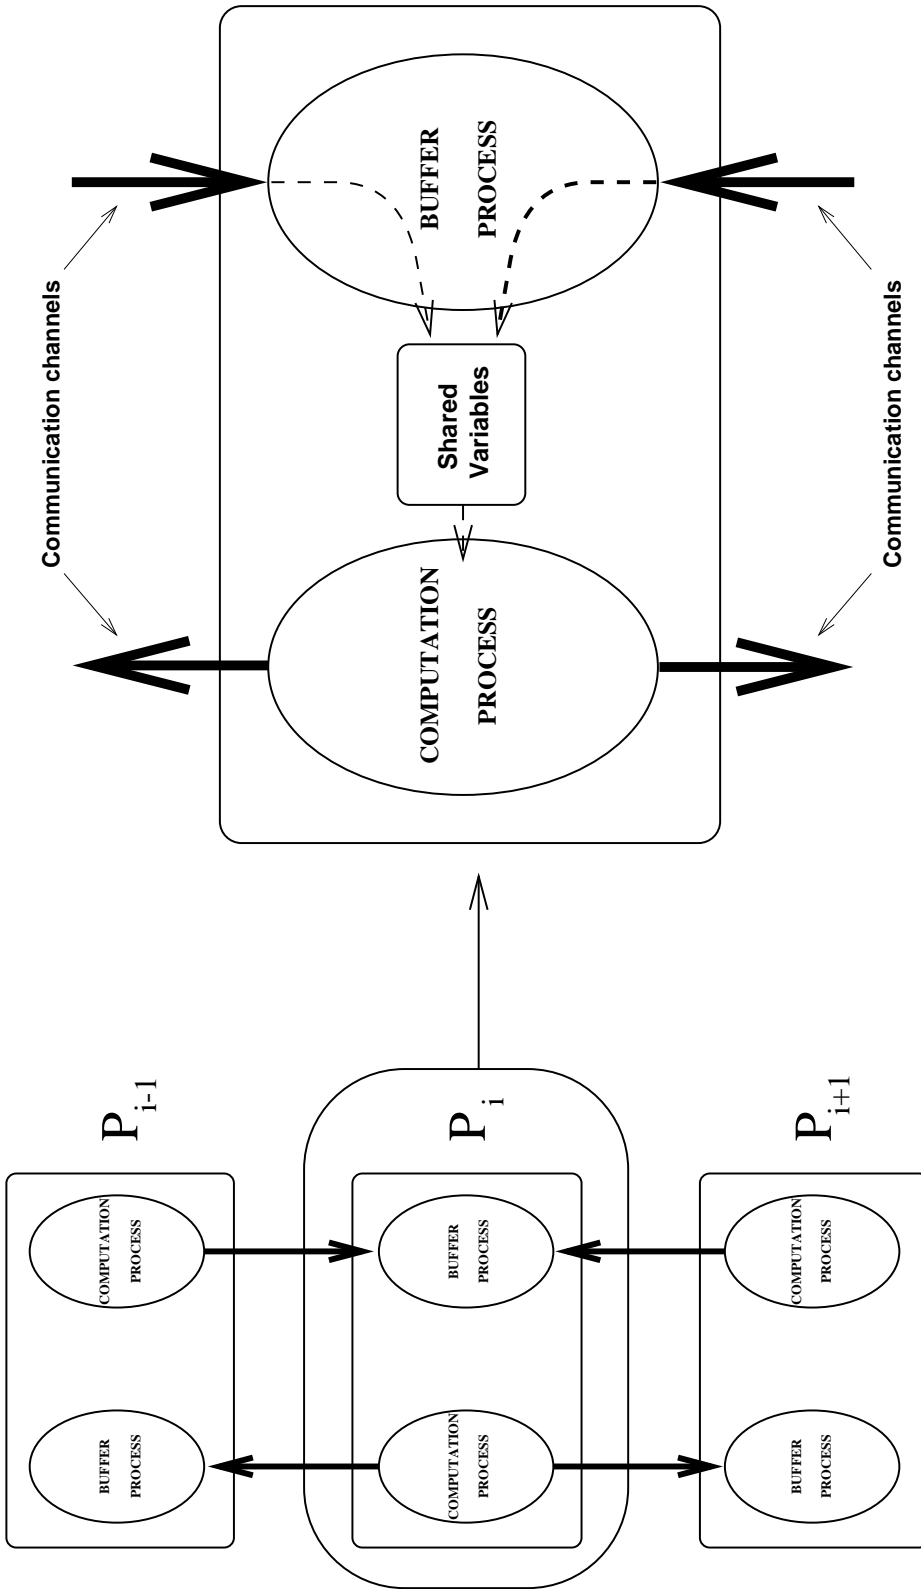 BUFFER
PROCESS
COMPUTATION
PROCESS
P i-1
COMPUTATION
PROCESS
BUFFER
PROCESS
P i
BUFFER
PROCESS
COMPUTATION
PROCESS
P i+1
Communication channels
COMPUTATION
PROCESS
Shared
Variables
BUFFER
PROCESS
Communication channels